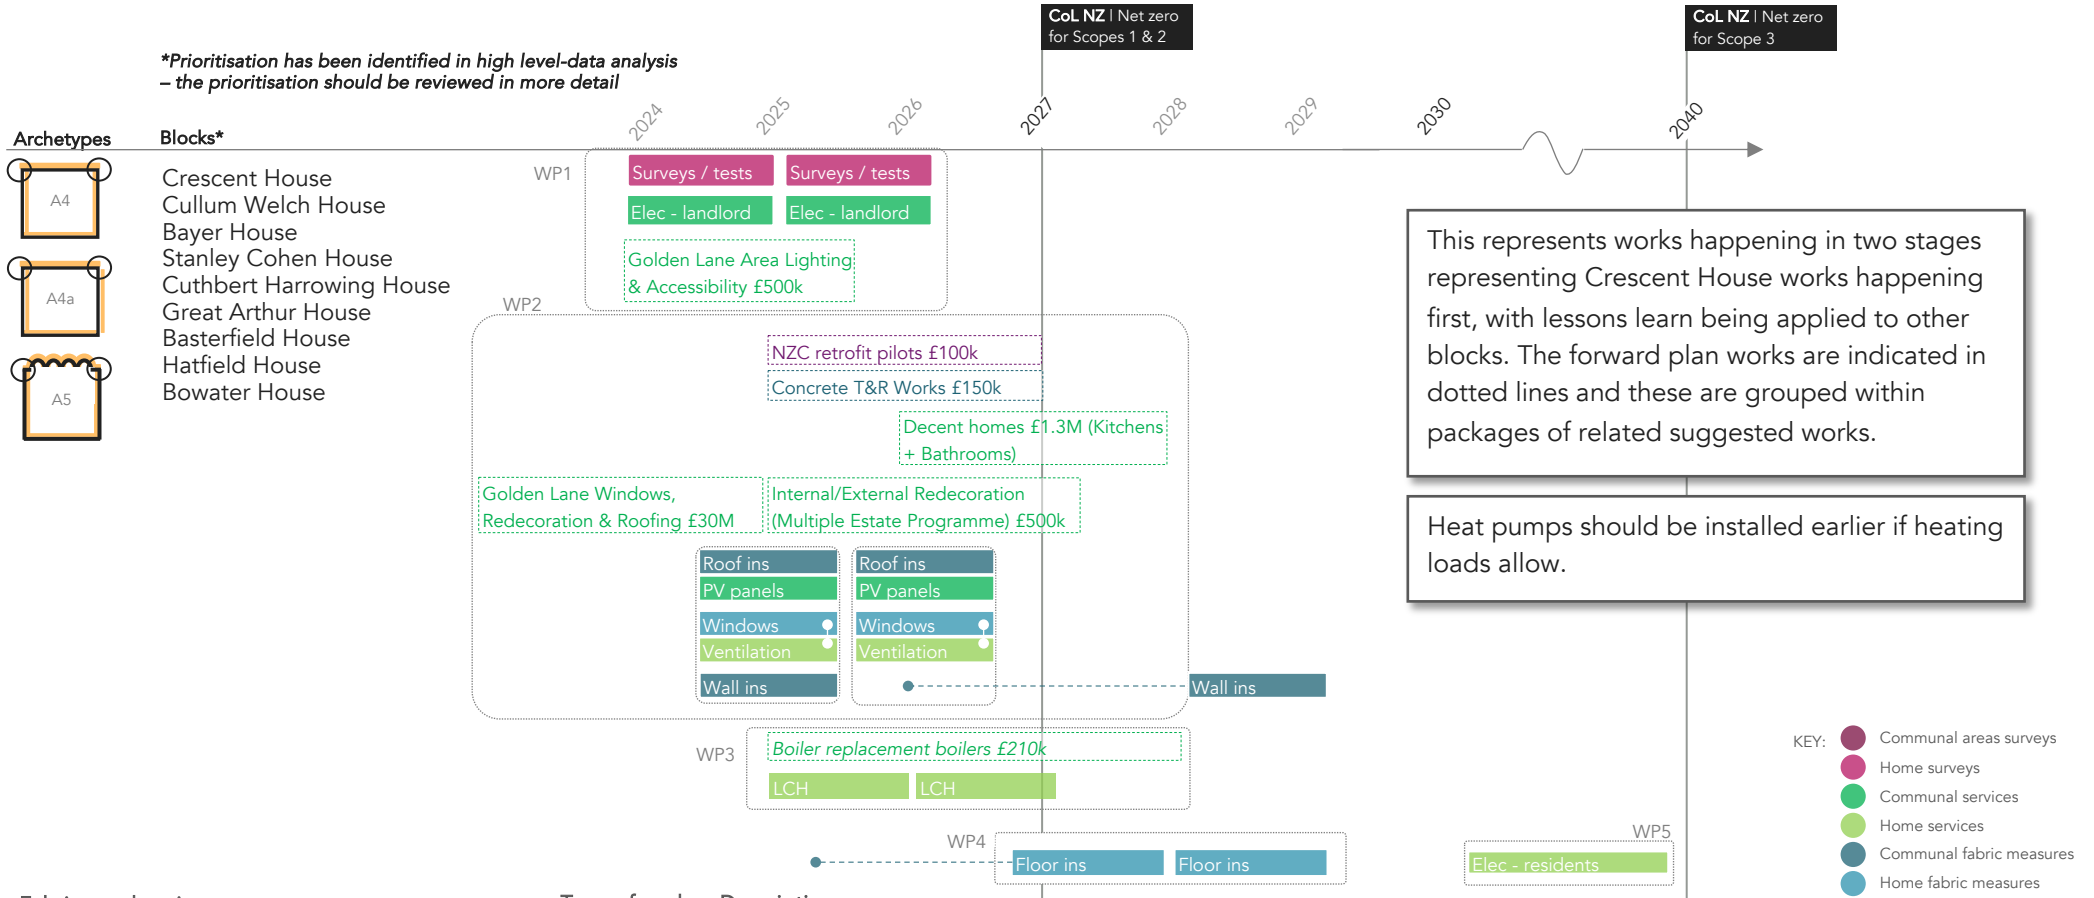 CoL NZ | Net zero
for Scopes 1 & 2
CoL NZ | Net zero
for Scope 3
*Prioritisation has been identified in high level-data analysis
– the prioritisation should be reviewed in more detail
2024
2025
2026
2027
2028
2029
2030
2040
Archetypes
Blocks*
A4
A4a
A5
Crescent House
Cullum Welch House
Bayer House
Stanley Cohen House
Cuthbert Harrowing House
Great Arthur House
Basterfield House
Hatfield House
Bowater House
WP1
Surveys / tests
Surveys / tests
Elec - landlord
Elec - landlord
Golden Lane Area Lighting
& Accessibility £500k
WP2
NZC retrofit pilots £100k
Concrete T&R Works £150k
Decent homes £1.3M (Kitchens
+ Bathrooms)
Golden Lane Windows,
Redecoration & Roofing £30M
Internal/External Redecoration
(Multiple Estate Programme) £500k
Roof ins
Roof ins
PV panels
PV panels
Windows
Windows
Ventilation
Ventilation
Wall ins
Wall ins
WP3
Boiler replacement boilers £210k
LCH
LCH
WP4
Floor ins
Floor ins
WP5
Elec - residents
This represents works happening in two stages
representing Crescent House works happening
first, with lessons learn being applied to other
blocks. The forward plan works are indicated in
dotted lines and these are grouped within
packages of related suggested works.
Heat pumps should be installed earlier if heating
loads allow.
KEY:
Communal areas surveys
Home surveys
Communal services
Home services
Communal fabric measures
Home fabric measures